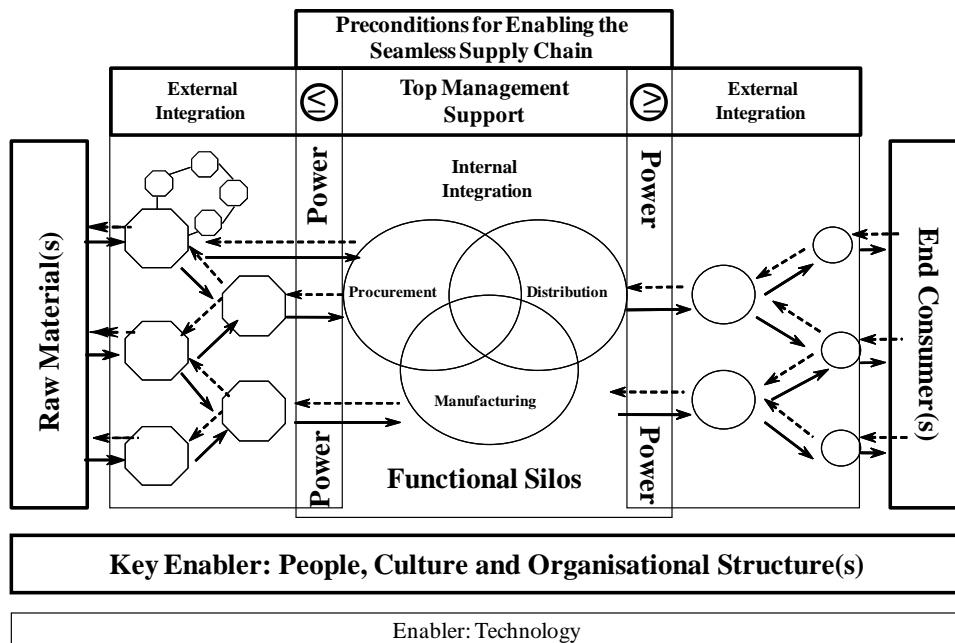 Preconditions for Enabling the
Seamless Supply Chain
External
Integration
≤
Top Management
Support
≥
External
Integration
Raw Material(s)
Power
Internal
Integration
Power
End Consumer(s)
Procurement
Distribution
Manufacturing
Power
Functional Silos
Power
Key Enabler: People, Culture and Organisational Structure(s)
Enabler: Technology